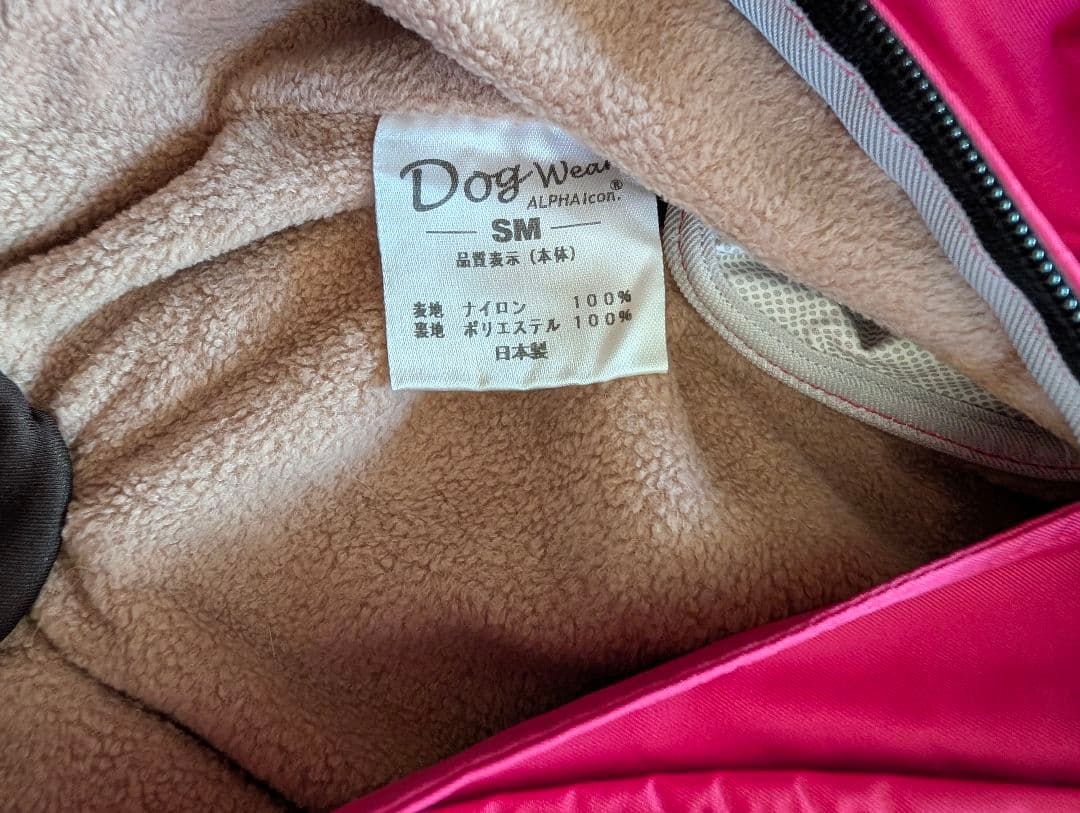 Dog Wear
ALPHAIcon.®
SM
品質表示（本体）
表地 ナイロン 100%
裏地 ポリエステル 100%
日本製